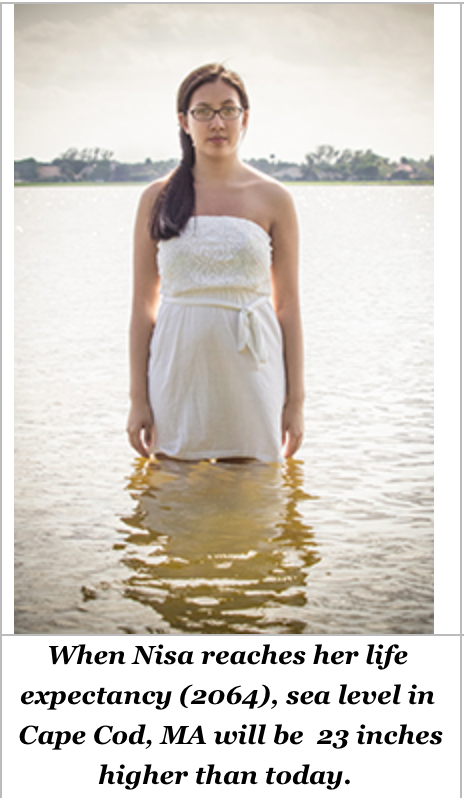 When Nisa reaches her life
expectancy (2064), sea level in
Cape Cod, MA will be  23 inches
higher than today.